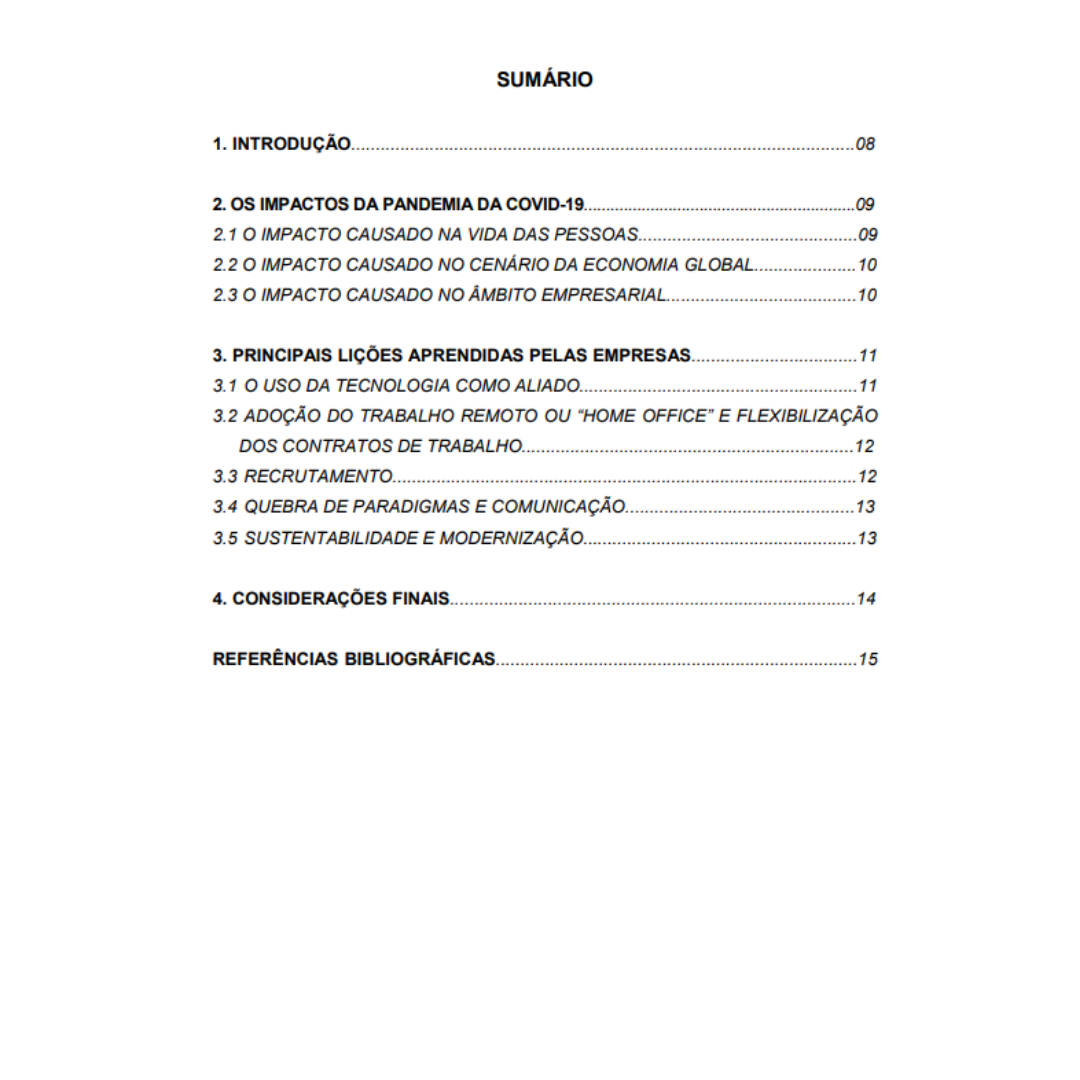 SUMÁRIO
1. INTRODUÇÃO.......................................................................................................08
2. OS IMPACTOS DA PANDEMIA DA COVID-19.............................................................09
2.1 O IMPACTO CAUSADO NA VIDA DAS PESSOAS.............................................09
2.2 O IMPACTO CAUSADO NO CENÁRIO DA ECONOMIA GLOBAL.....................10
2.3 O IMPACTO CAUSADO NO ÂMBITO EMPRESARIAL.......................................10
3. PRINCIPAIS LIÇÕES APRENDIDAS PELAS EMPRESAS..................................11
3.1 O USO DA TECNOLOGIA COMO ALIADO.........................................................11
3.2 ADOÇÃO DO TRABALHO REMOTO OU “HOME OFFICE” E FLEXIBILIZAÇÃO
DOS CONTRATOS DE TRABALHO....................................................................12
3.3 RECRUTAMENTO...............................................................................................12
3.4 QUEBRA DE PARADIGMAS E COMUNICAÇÃO...............................................13
3.5 SUSTENTABILIDADE E MODERNIZAÇÃO........................................................13
4. CONSIDERAÇÕES FINAIS...................................................................................14
REFERÊNCIAS BIBLIOGRÁFICAS..........................................................................15